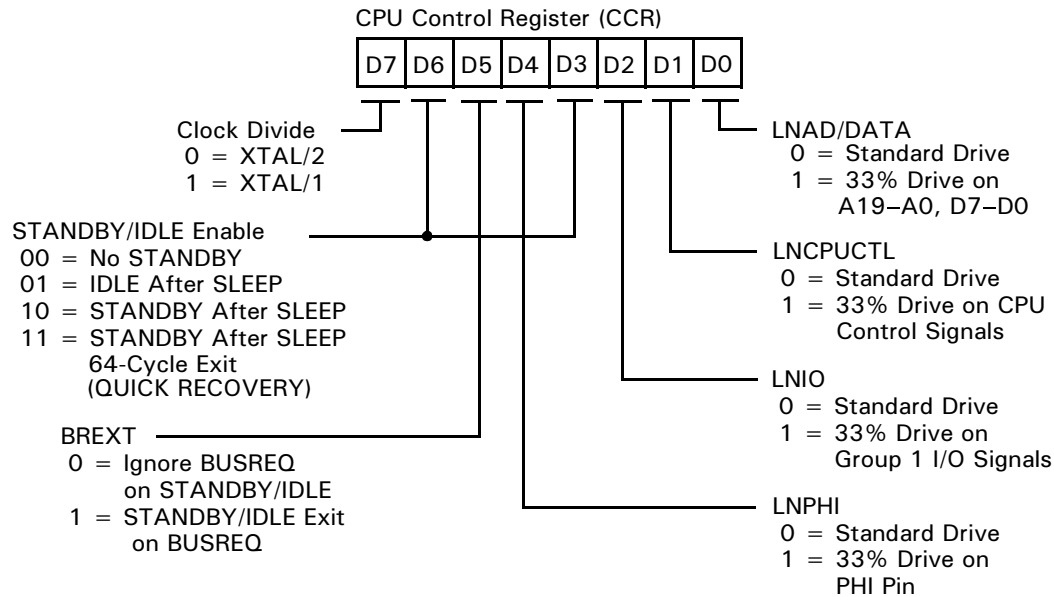 CPU Control Register (CCR)
D7 D6 D5 D4 D3 D2 D1 D0
Clock Divide
0 = XTAL/2
1 = XTAL/1
STANDBY/IDLE Enable
00 = No STANDBY
01 = IDLE After SLEEP
10 = STANDBY After SLEEP
11 = STANDBY After SLEEP
64-Cycle Exit
(QUICK RECOVERY)
BREXT
0 = Ignore BUSREQ
on STANDBY/IDLE
1 = STANDBY/IDLE Exit
on BUSREQ
LNAD/DATA
0 = Standard Drive
1 = 33% Drive on
A19–A0, D7–D0
LNCPUCTL
0 = Standard Drive
1 = 33% Drive on CPU
Control Signals
LNIO
0 = Standard Drive
1 = 33% Drive on
Group 1 I/O Signals
LNPHI
0 = Standard Drive
1 = 33% Drive on
PHI Pin